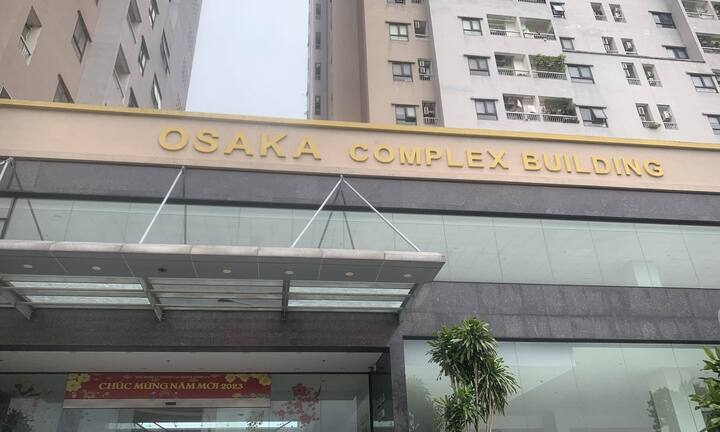 OSAKA COMPLEX BUILDING
CHÚC MỪNG NĂM MỚI 2023